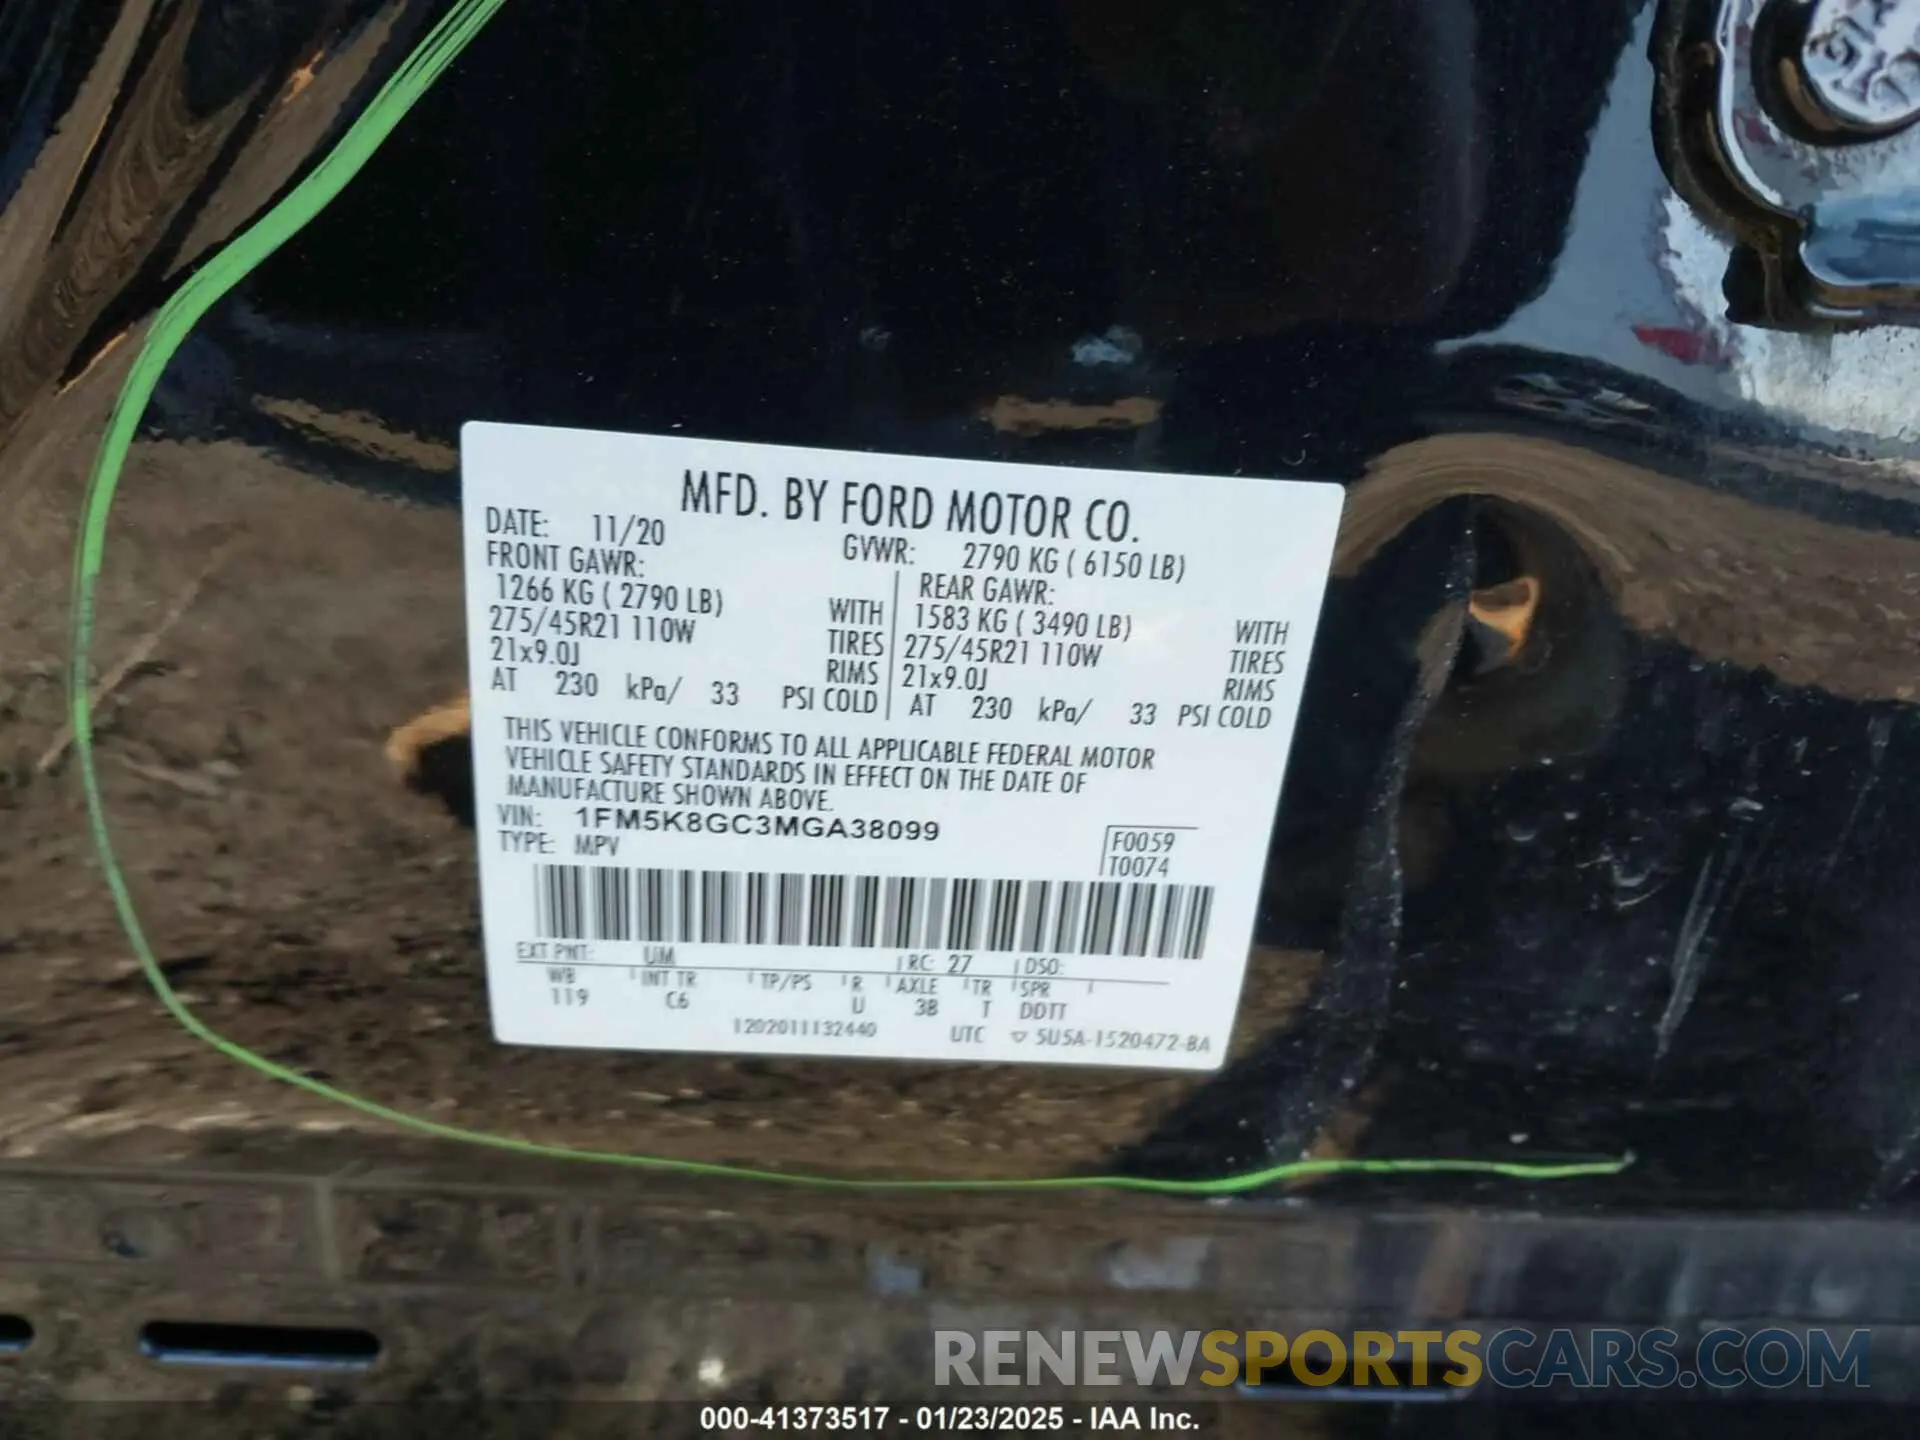 MFD. BY FORD MOTOR CO.
DATE: 11/20 GVWR: 2790 KG ( 6150 LB)
FRONT GAWR: REAR GAWR:
1266 KG ( 2790 LB) WITH 1583 KG ( 3490 LB) WITH
275/45R21 110W TIRES 275/45R21 110W TIRES
21x9.0J RIMS 21x9.0J RIMS
AT 230 kPa/ 33 PSI COLD AT 230 kPa/ 33 PSI COLD
THIS VEHICLE CONFORMS TO ALL APPLICABLE FEDERAL MOTOR
VEHICLE SAFETY STANDARDS IN EFFECT ON THE DATE OF
MANUFACTURE SHOWN ABOVE.
VIN: 1FM5K8GC3MGA38099 F0059
TYPE: MPV T0074
EXT PNT: UM RC: 27 DSO:
WB INT TR TP/PS R AXLE TR SPR
119 C6 U 38 T DDTT
1202011132440 UTC ▽ 5U5A-1520472-BA
RENEWSPORTSCARS.COM
000-41373517 - 01/23/2025 - IAA Inc.